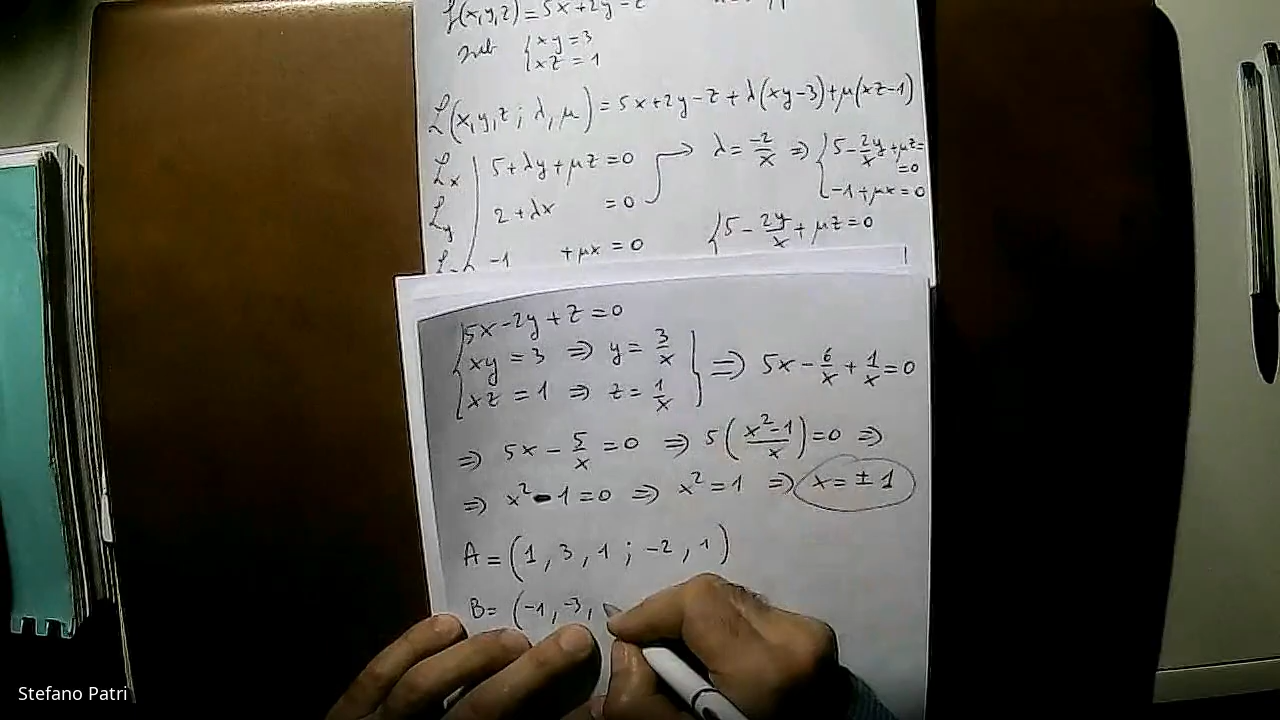 f(x,y,z) = 5x+2y-z
sub { xy = 3
xz = 1
L(x,y,z; λ, μ) = 5x+2y-z+λ(xy-3)+μ(xz-1)
Lx { 5+λy+μz=0 → λ = -2/x ⇒ { 5 - 2y/x + μz = 0
Ly 2+λx = 0 -1+μx = 0
-1 +μx = 0 { 5 - 2y/x + μz = 0
{ 5x-2y+z=0
xy = 3 ⇒ y = 3/x } ⇒ 5x - 6/x + 1/x = 0
xz = 1 ⇒ z = 1/x
⇒ 5x - 5/x = 0 ⇒ 5( (x²-1)/x ) = 0 ⇒
⇒ x² - 1 = 0 ⇒ x² = 1 ⇒ x = ± 1
A = (1, 3, 1; -2, 1)
B = (-1, -3,
Stefano Patri